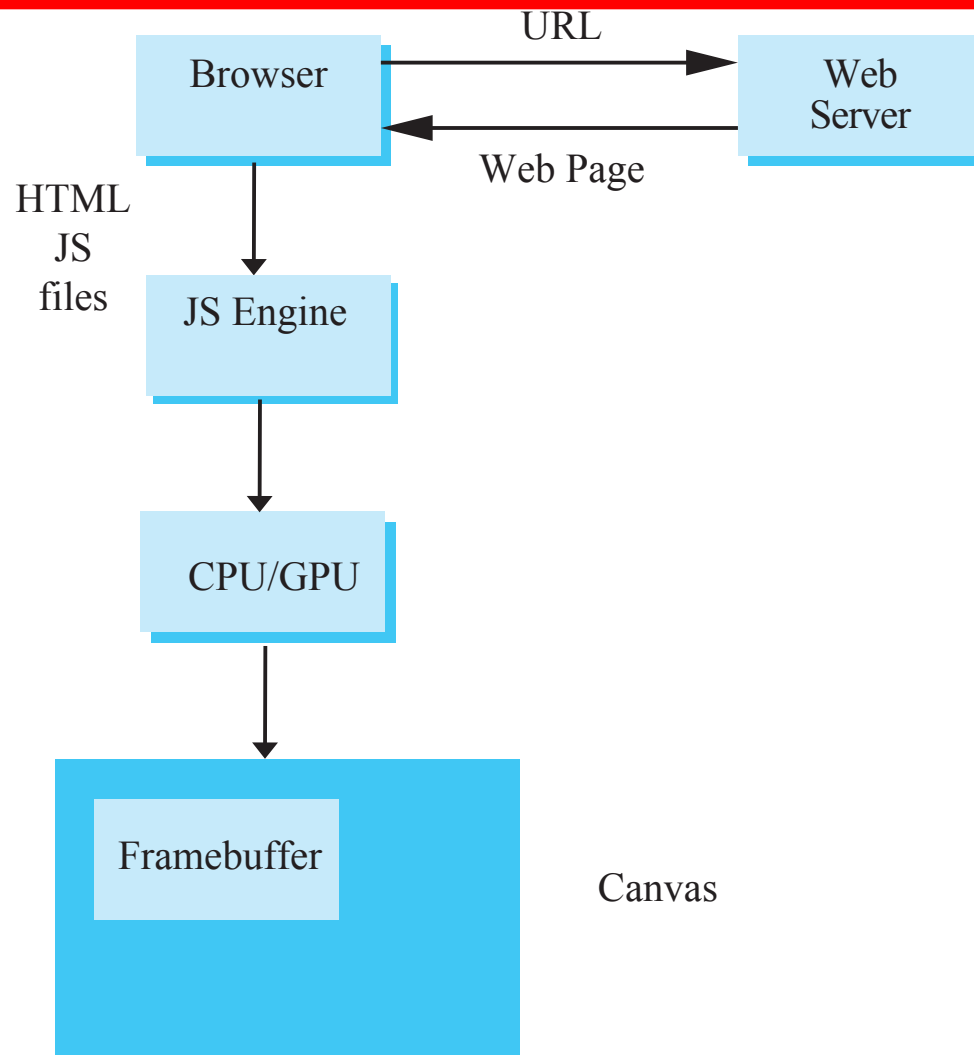 URL
Browser
Web
Server
Web Page
HTML
JS
files
JS Engine
CPU/GPU
Framebuffer
Canvas